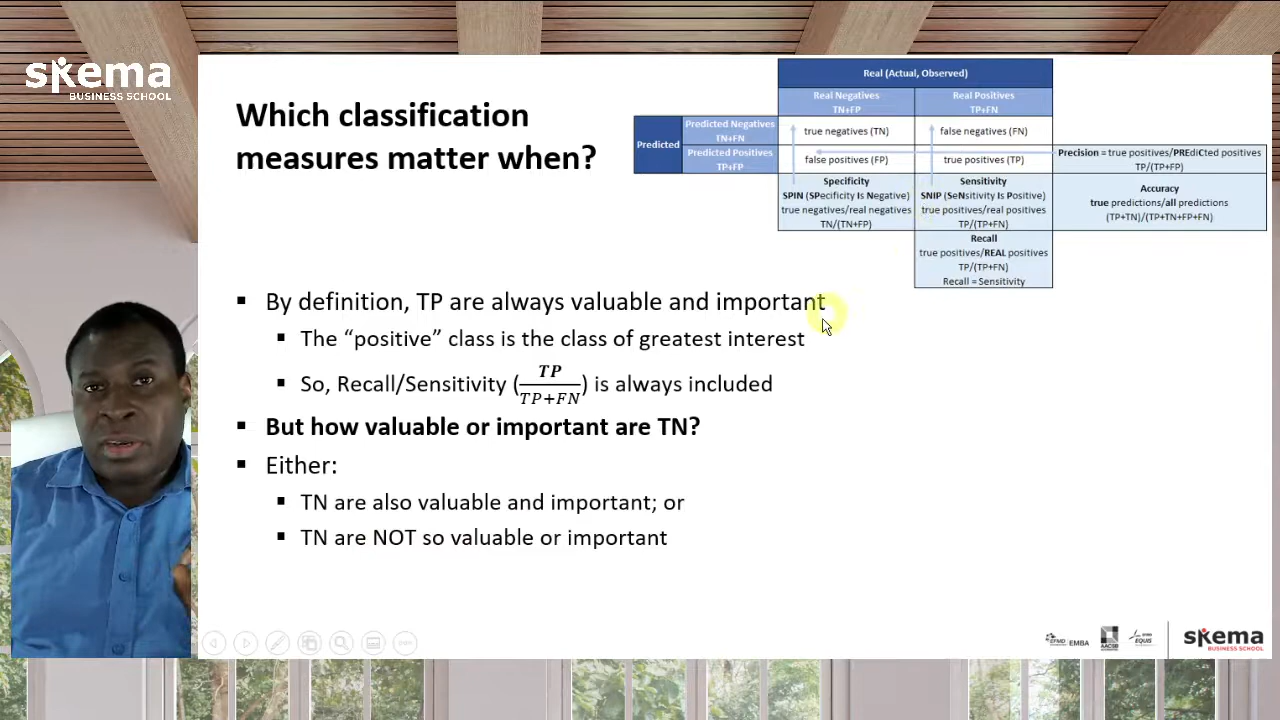 skema
BUSINESS SCHOOL
Which classification
measures matter when?
Real (Actual, Observed)
Real Negatives
TN+FP
Real Positives
TP+FN
Predicted
Predicted Negatives
TN+FN
true negatives (TN)
false negatives (FN)
Predicted Positives
TP+FP
false positives (FP)
true positives (TP)
Precision = true positives/PREdiCted positives
TP/(TP+FP)
Specificity
SPIN (SPecificity Is Negative)
true negatives/real negatives
TN/(TN+FP)
Sensitivity
SNIP (SeNsitivity Is Positive)
true positives/real positives
TP/(TP+FN)
Accuracy
true predictions/all predictions
(TP+TN)/(TP+TN+FP+FN)
Recall
true positives/REAL positives
TP/(TP+FN)
Recall = Sensitivity
▪ By definition, TP are always valuable and important
▪ The “positive” class is the class of greatest interest
▪ So, Recall/Sensitivity (TP/TP+FN) is always included
▪ But how valuable or important are TN?
▪ Either:
▪ TN are also valuable and important; or
▪ TN are NOT so valuable or important
EMBA
AACSB
EQUIS
skema
BUSINESS SCHOOL